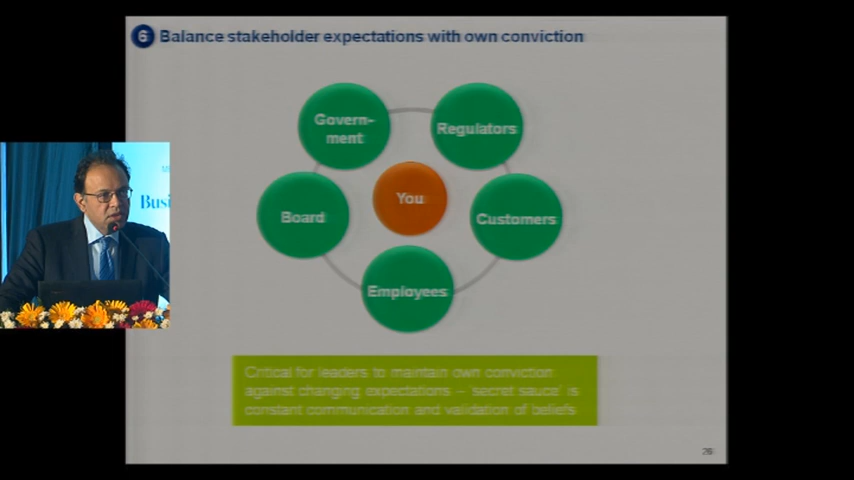 6 Balance stakeholder expectations with own conviction
Govern-
ment
Regulators
You
Board
Customers
Employees
Critical for leaders to maintain own conviction
against changing expectations – 'secret sauce' is
constant communication and validation of beliefs
Busi
26